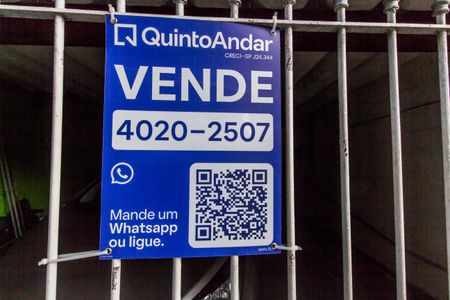 QuintoAndar
CRECI-SP J24.344
VENDE
4020-2507
Mande um
Whatsapp
ou ligue.